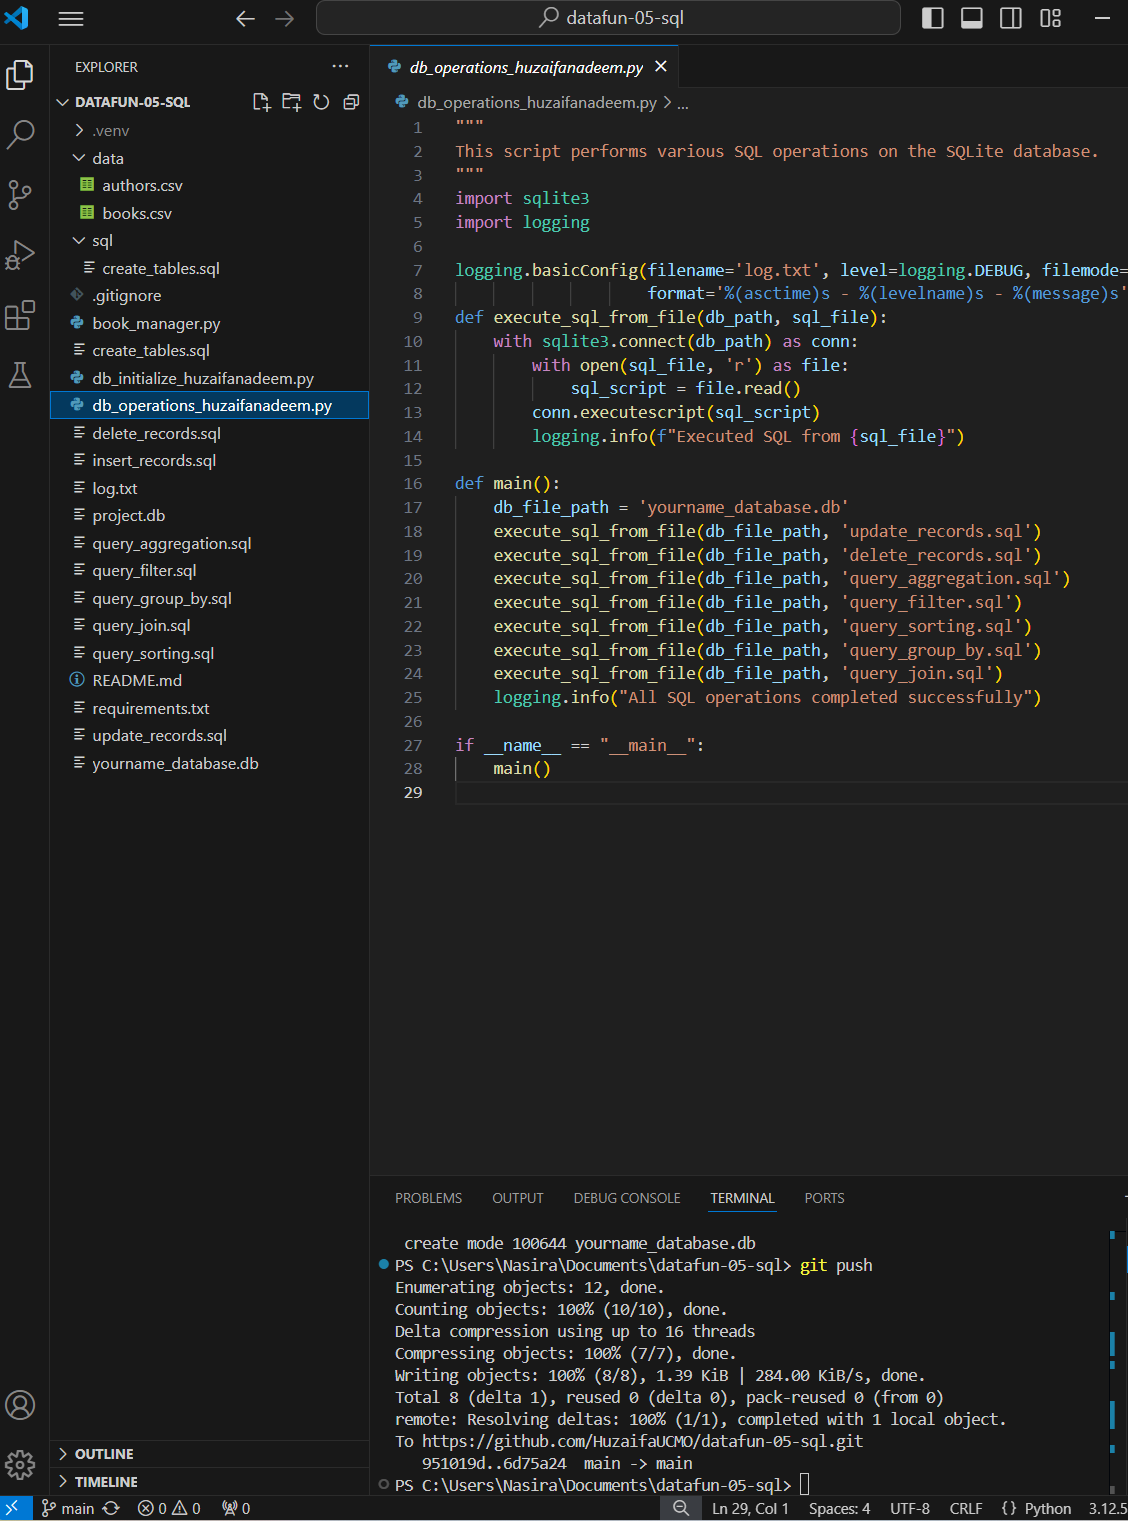 datafun-05-sql
EXPLORER
DATAFUN-05-SQL
.venv
data
authors.csv
books.csv
sql
create_tables.sql
.gitignore
book_manager.py
create_tables.sql
db_initialize_huzaifanadeem.py
db_operations_huzaifanadeem.py
delete_records.sql
insert_records.sql
log.txt
project.db
query_aggregation.sql
query_filter.sql
query_group_by.sql
query_join.sql
query_sorting.sql
README.md
requirements.txt
update_records.sql
yourname_database.db
OUTLINE
TIMELINE
db_operations_huzaifanadeem.py
db_operations_huzaifanadeem.py > ...
1 """
2 This script performs various SQL operations on the SQLite database.
3 """
4 import sqlite3
5 import logging
6
7 logging.basicConfig(filename='log.txt', level=logging.DEBUG, filemode=
8 format='%(asctime)s - %(levelname)s - %(message)s'
9 def execute_sql_from_file(db_path, sql_file):
10 with sqlite3.connect(db_path) as conn:
11 with open(sql_file, 'r') as file:
12 sql_script = file.read()
13 conn.executescript(sql_script)
14 logging.info(f"Executed SQL from {sql_file}")
15
16 def main():
17 db_file_path = 'yourname_database.db'
18 execute_sql_from_file(db_file_path, 'update_records.sql')
19 execute_sql_from_file(db_file_path, 'delete_records.sql')
20 execute_sql_from_file(db_file_path, 'query_aggregation.sql')
21 execute_sql_from_file(db_file_path, 'query_filter.sql')
22 execute_sql_from_file(db_file_path, 'query_sorting.sql')
23 execute_sql_from_file(db_file_path, 'query_group_by.sql')
24 execute_sql_from_file(db_file_path, 'query_join.sql')
25 logging.info("All SQL operations completed successfully")
26
27 if __name__ == "__main__":
28 main()
29
PROBLEMS OUTPUT DEBUG CONSOLE TERMINAL PORTS
create mode 100644 yourname_database.db
PS C:\Users\Nasira\Documents\datafun-05-sql> git push
Enumerating objects: 12, done.
Counting objects: 100% (10/10), done.
Delta compression using up to 16 threads
Compressing objects: 100% (7/7), done.
Writing objects: 100% (8/8), 1.39 KiB | 284.00 KiB/s, done.
Total 8 (delta 1), reused 0 (delta 0), pack-reused 0 (from 0)
remote: Resolving deltas: 100% (1/1), completed with 1 local object.
To https://github.com/HuzaifaUCMO/datafun-05-sql.git
951019d..6d75a24 main -> main
PS C:\Users\Nasira\Documents\datafun-05-sql>
main 0 0 0 Ln 29, Col 1 Spaces: 4 UTF-8 CRLF {} Python 3.12.5